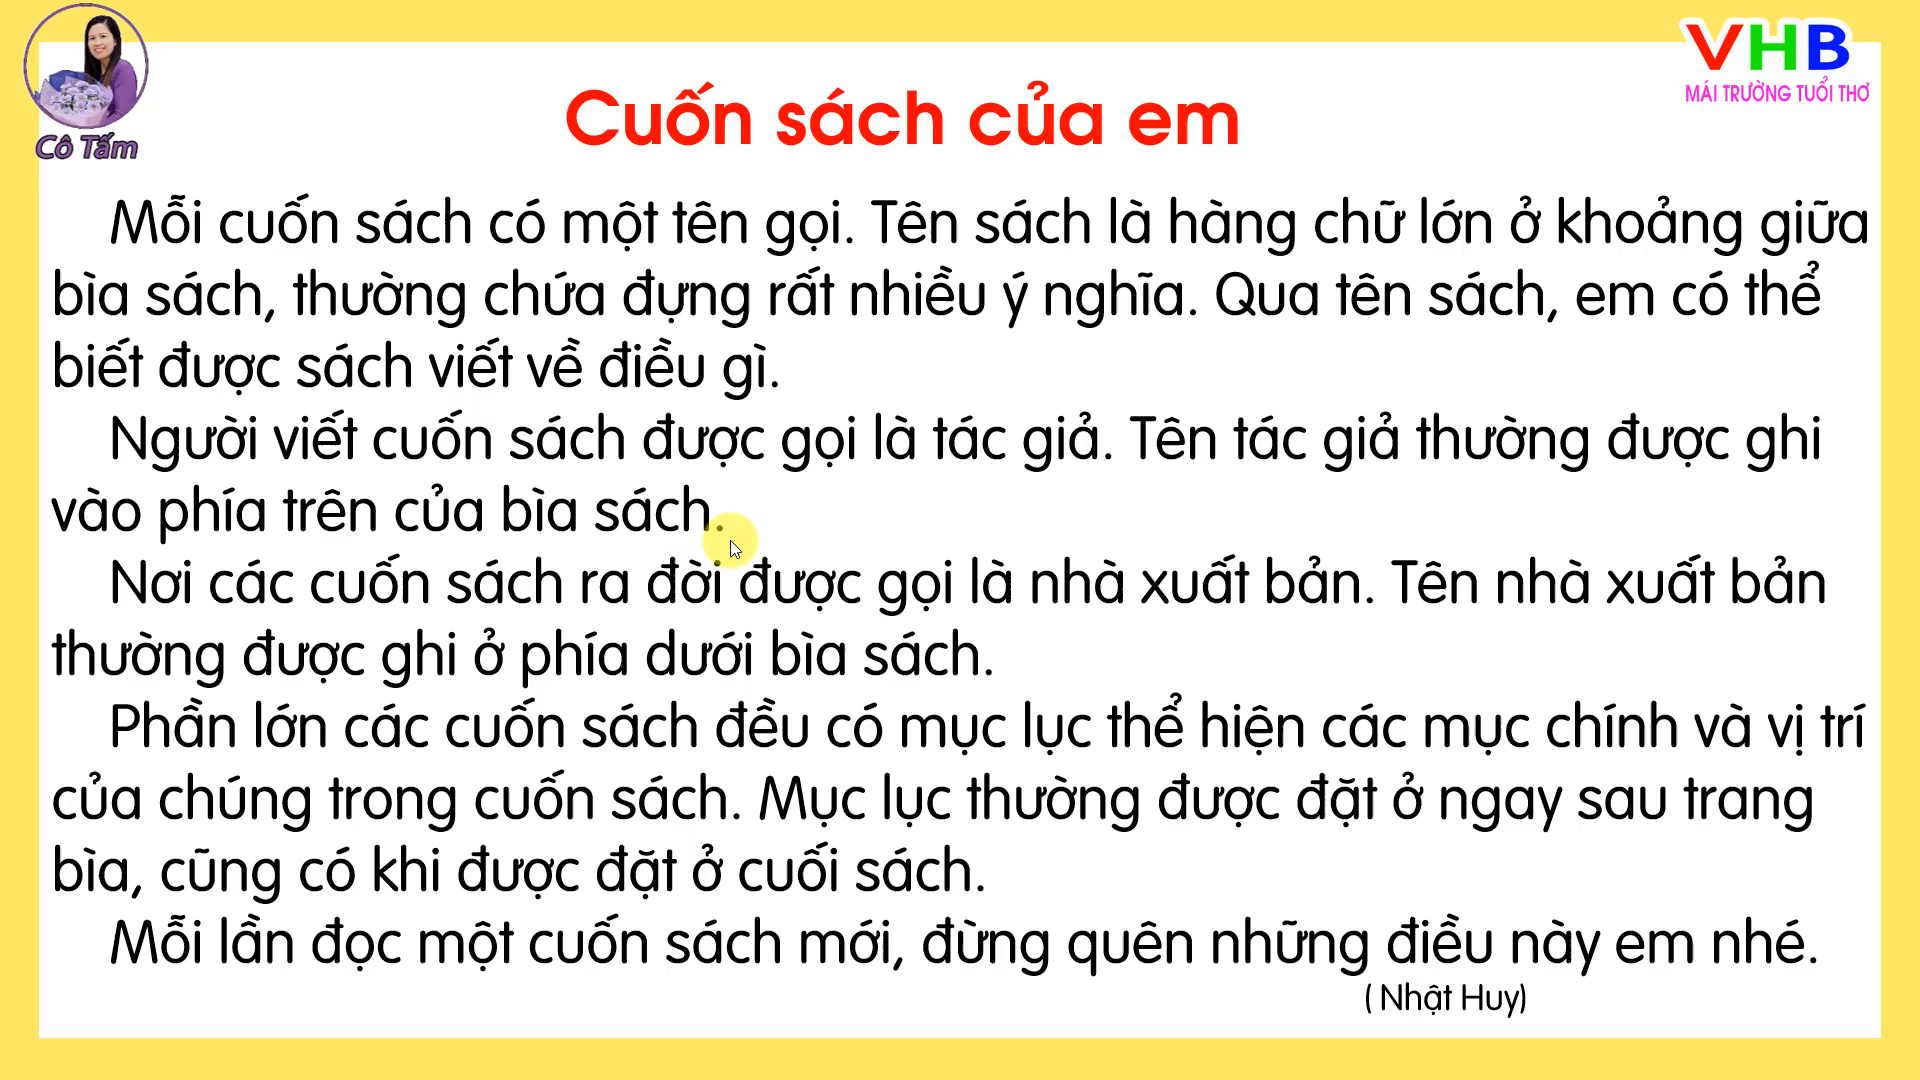 Cô Tấm
VHB
MÁI TRƯỜNG TUỔI THƠ
Cuốn sách của em
Mỗi cuốn sách có một tên gọi. Tên sách là hàng chữ lớn ở khoảng giữa
bìa sách, thường chứa đựng rất nhiều ý nghĩa. Qua tên sách, em có thể
biết được sách viết về điều gì.
Người viết cuốn sách được gọi là tác giả. Tên tác giả thường được ghi
vào phía trên của bìa sách.
Nơi các cuốn sách ra đời được gọi là nhà xuất bản. Tên nhà xuất bản
thường được ghi ở phía dưới bìa sách.
Phần lớn các cuốn sách đều có mục lục thể hiện các mục chính và vị trí
của chúng trong cuốn sách. Mục lục thường được đặt ở ngay sau trang
bìa, cũng có khi được đặt ở cuối sách.
Mỗi lần đọc một cuốn sách mới, đừng quên những điều này em nhé.
( Nhật Huy)